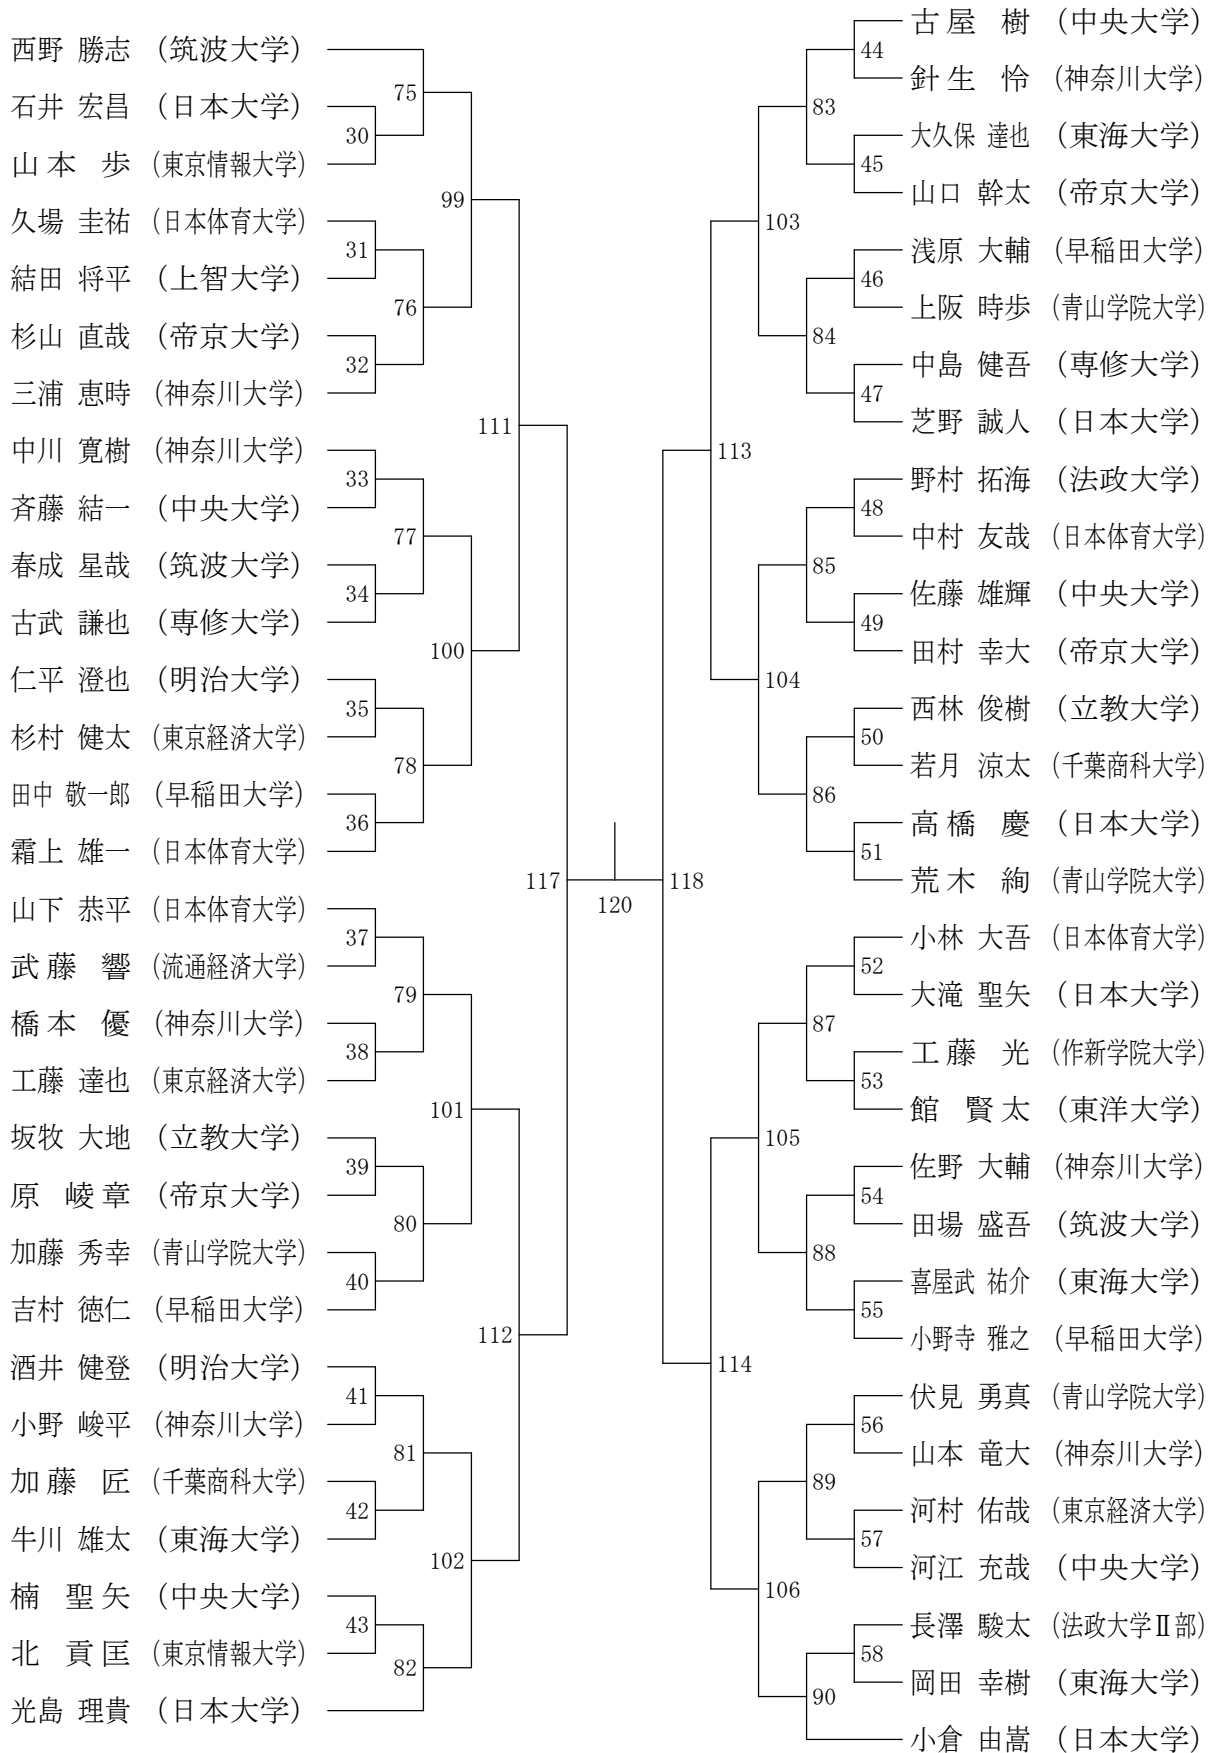 西野 勝志 (筑波大学)
石井 宏昌 (日本大学)
山本 歩 (東京情報大学)
久場 圭祐 (日本体育大学)
結田 将平 (上智大学)
杉山 直哉 (帝京大学)
三浦 恵時 (神奈川大学)
中川 寛樹 (神奈川大学)
斉藤 結一 (中央大学)
春成 星哉 (筑波大学)
古武 謙也 (専修大学)
仁平 澄也 (明治大学)
杉村 健太 (東京経済大学)
田中 敬一郎 (早稲田大学)
霜上 雄一 (日本体育大学)
山下 恭平 (日本体育大学)
武藤 響 (流通経済大学)
橋本 優 (神奈川大学)
工藤 達也 (東京経済大学)
坂牧 大地 (立教大学)
原 崚章 (帝京大学)
加藤 秀幸 (青山学院大学)
吉村 徳仁 (早稲田大学)
酒井 健登 (明治大学)
小野 峻平 (神奈川大学)
加藤 匠 (千葉商科大学)
牛川 雄太 (東海大学)
楠 聖矢 (中央大学)
北 貢匡 (東京情報大学)
光島 理貴 (日本大学)
30
31
32
33
34
35
36
37
38
39
40
41
42
43
75
76
77
78
79
80
81
82
99
100
101
102
111
112
117
120
118
113
114
103
104
105
106
83
84
85
86
87
88
89
90
44
45
46
47
48
49
50
51
52
53
54
55
56
57
58
古屋 樹 (中央大学)
針生 怜 (神奈川大学)
大久保 達也 (東海大学)
山口 幹太 (帝京大学)
浅原 大輔 (早稲田大学)
上阪 時歩 (青山学院大学)
中島 健吾 (専修大学)
芝野 誠人 (日本大学)
野村 拓海 (法政大学)
中村 友哉 (日本体育大学)
佐藤 雄輝 (中央大学)
田村 幸大 (帝京大学)
西林 俊樹 (立教大学)
若月 涼太 (千葉商科大学)
高橋 慶 (日本大学)
荒木 絢 (青山学院大学)
小林 大吾 (日本体育大学)
大滝 聖矢 (日本大学)
工藤 光 (作新学院大学)
館 賢太 (東洋大学)
佐野 大輔 (神奈川大学)
田場 盛吾 (筑波大学)
喜屋武 祐介 (東海大学)
小野寺 雅之 (早稲田大学)
伏見 勇真 (青山学院大学)
山本 竜大 (神奈川大学)
河村 佑哉 (東京経済大学)
河江 充哉 (中央大学)
長澤 駿太 (法政大学Ⅱ部)
岡田 幸樹 (東海大学)
小倉 由嵩 (日本大学)